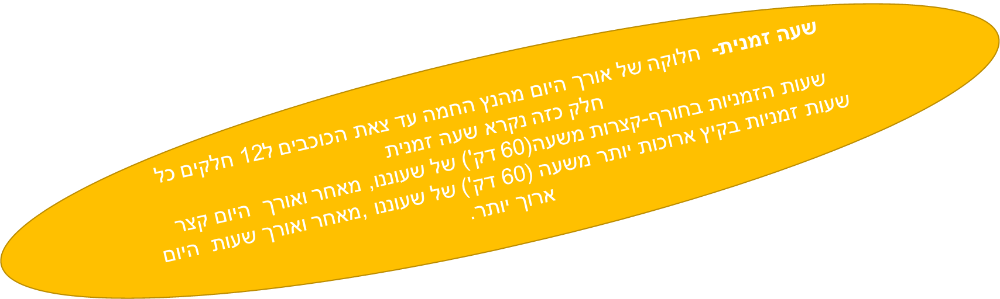 שעה זמנית- חלוקה של אורך היום מהנץ החמה עד צאת הכוכבים ל12 חלקים כל
חלק כזה נקרא שעה זמנית
שעות הזמניות בחורף-קצרות משעה(60 דק') של שעוננו, מאחר ואורך היום קצר
שעות זמניות בקיץ ארוכות יותר משעה (60 דק') של שעוננו ,מאחר ואורך שעות היום
ארוך יותר.